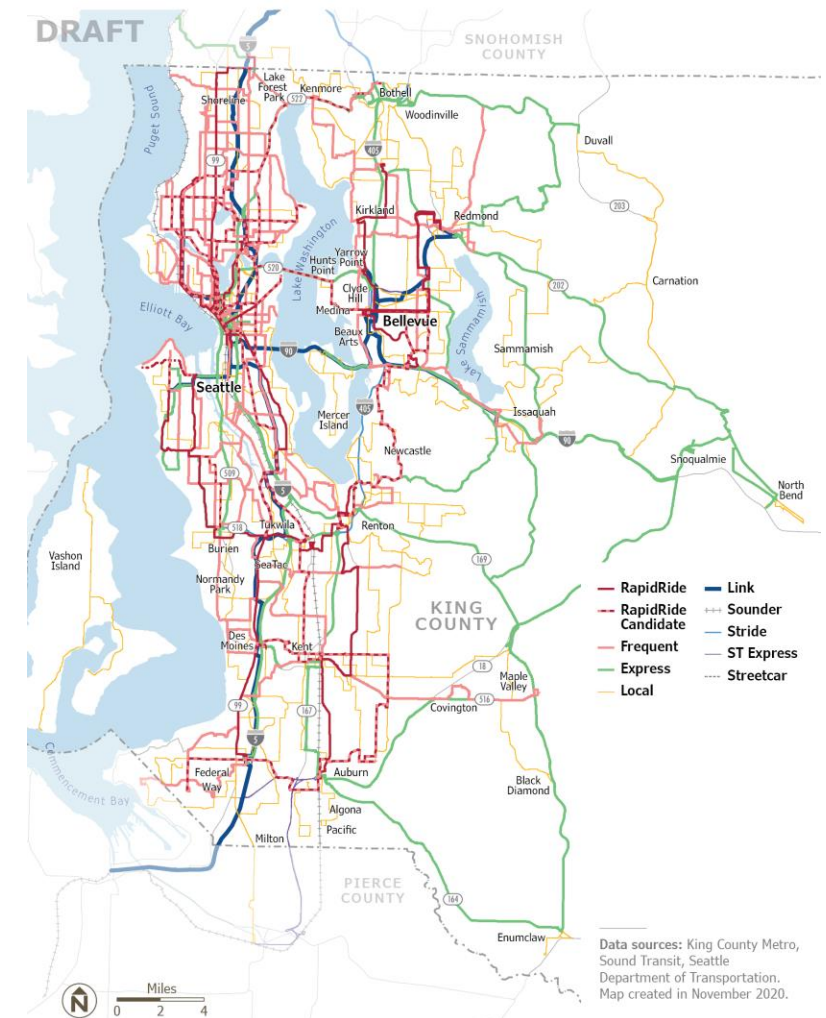 DRAFT
SNOHOMISH
COUNTY
5
Lake
Forest
Park
Kenmore
Bothell
522
Shoreline
Woodinville
Puget Sound
405
Duvall
99
203
Kirkland
Redmond
Lake Washington
Yarrow
Point
Hunts
Point
520
Clyde
Hill
202
Carnation
Elliott Bay
Medina
Bellevue
Lake Sammamish
Beaux
Arts
90
Sammamish
Seattle
Mercer
Island
405
Issaquah
90
Newcastle
Snoqualmie
509
5
North
Bend
518
Tukwila
Renton
Burien
SeaTac
169
Vashon
Island
Normandy
Park
KING
COUNTY
Des
Moines
Kent
18
Maple
Valley
516
Covington
99
167
5
Commencement Bay
Federal
Way
Auburn
Black
Diamond
Algona
Pacific
Milton
PIERCE
COUNTY
164
Enumclaw
RapidRide
RapidRide
Candidate
Frequent
Express
Local
Link
Sounder
Stride
ST Express
Streetcar
Data sources: King County Metro,
Sound Transit, Seattle
Department of Transportation.
Map created in November 2020.
N
Miles
0 2 4